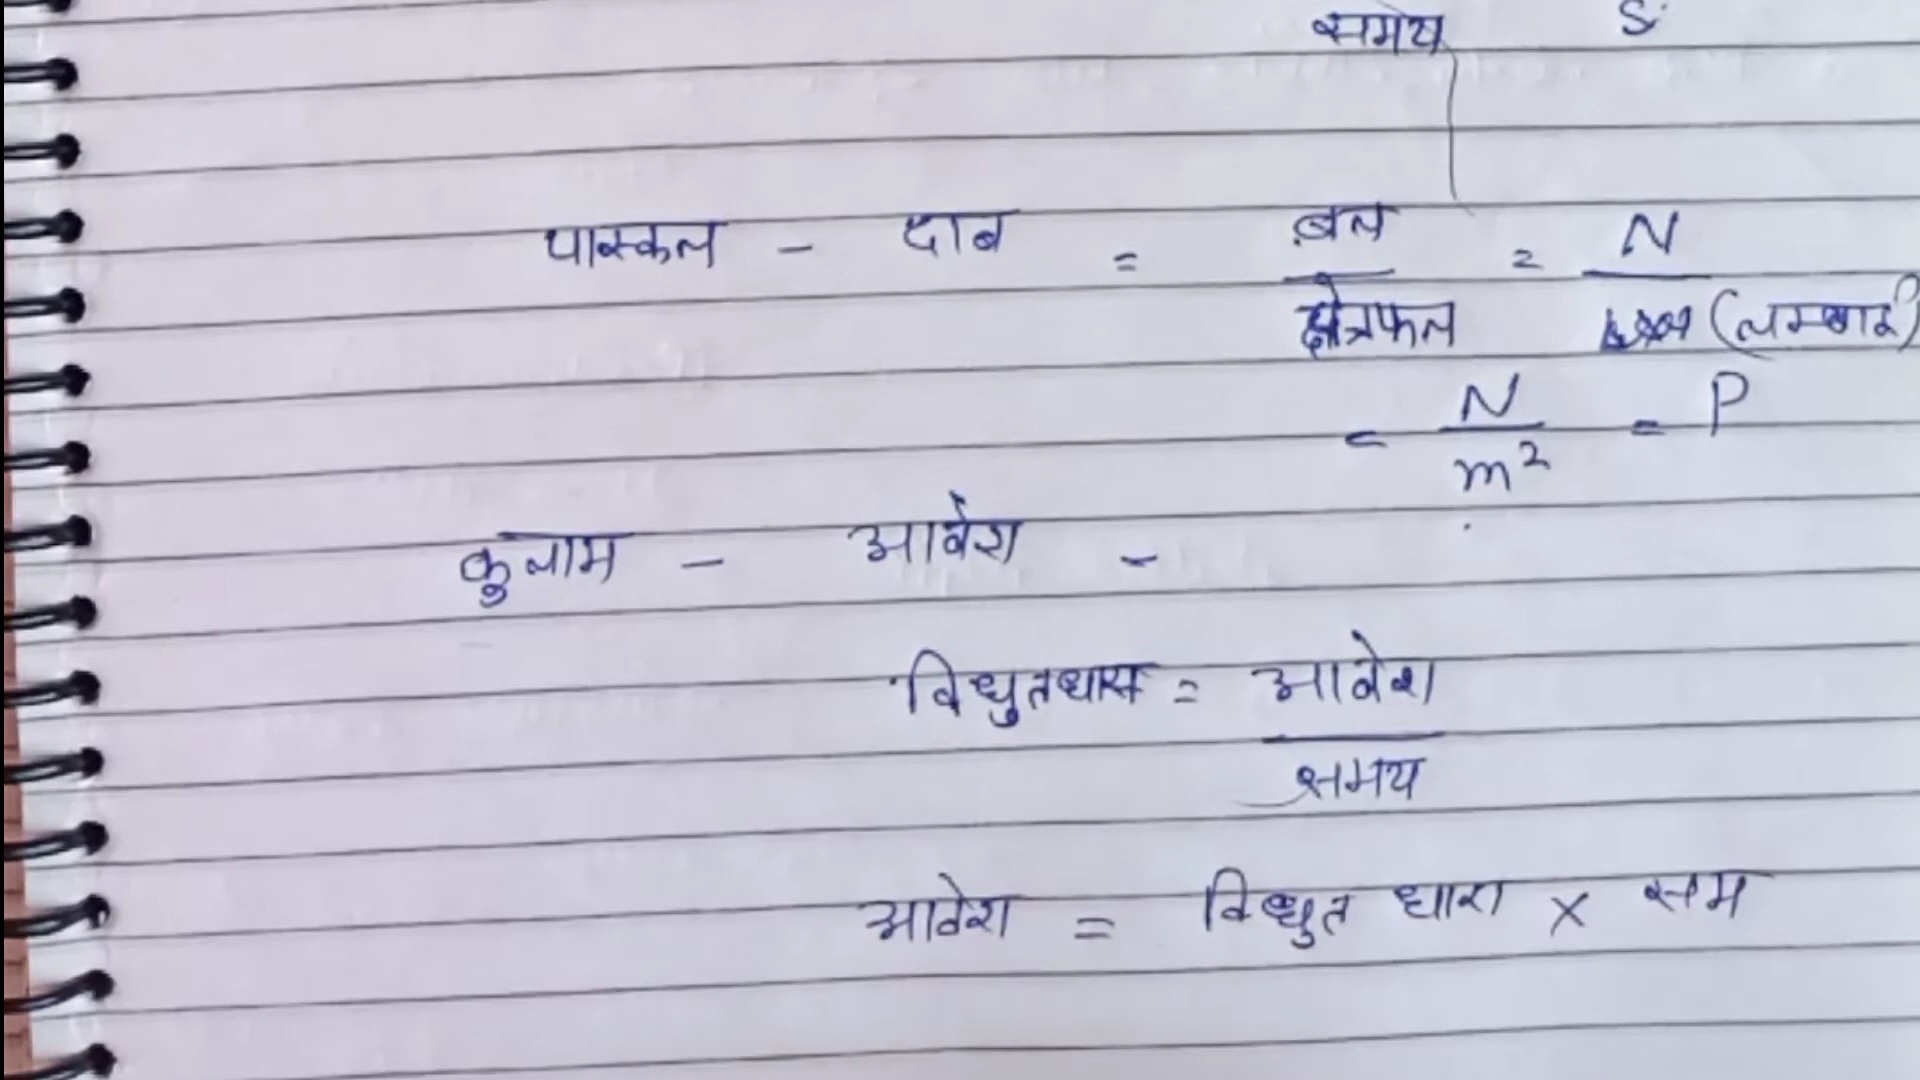 समय S
पास्कल - दाब = बल = N
क्षेत्रफल (लम्बाई)
= N = P
m²
कुलाम - आवेश -
विधुतधारा = आवेश
समय
आवेश = विधुत धारा × सम